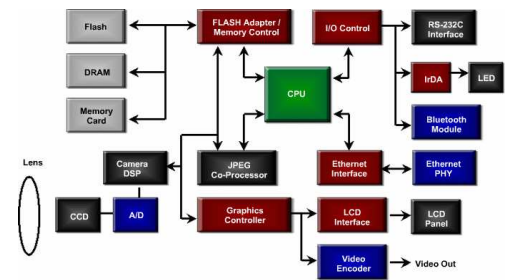 Flash
FLASH Adapter /
Memory Control
I/O Control
RS-232C
Interface
DRAM
CPU
IrDA
LED
Memory
Card
Bluetooth
Module
Lens
Camera
DSP
JPEG
Co-Processor
Ethernet
Interface
Ethernet
PHY
CCD
A/D
Graphics
Controller
LCD
Interface
LCD
Panel
Video
Encoder
Video Out